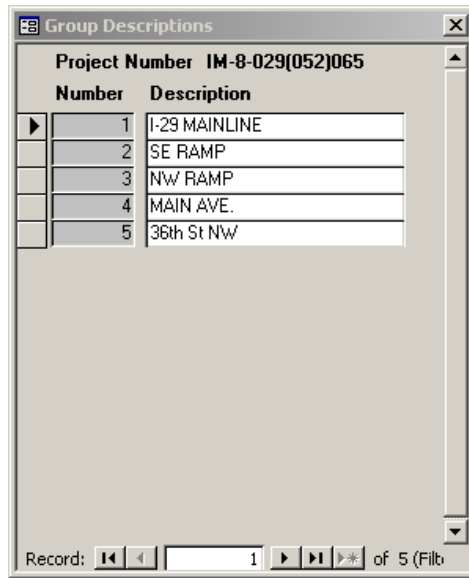 Group Descriptions
Project Number IM-8-029(052)065
Number Description
1 I-29 MAINLINE
2 SE RAMP
3 NW RAMP
4 MAIN AVE.
5 36th St NW
Record: 1 of 5 (Filt